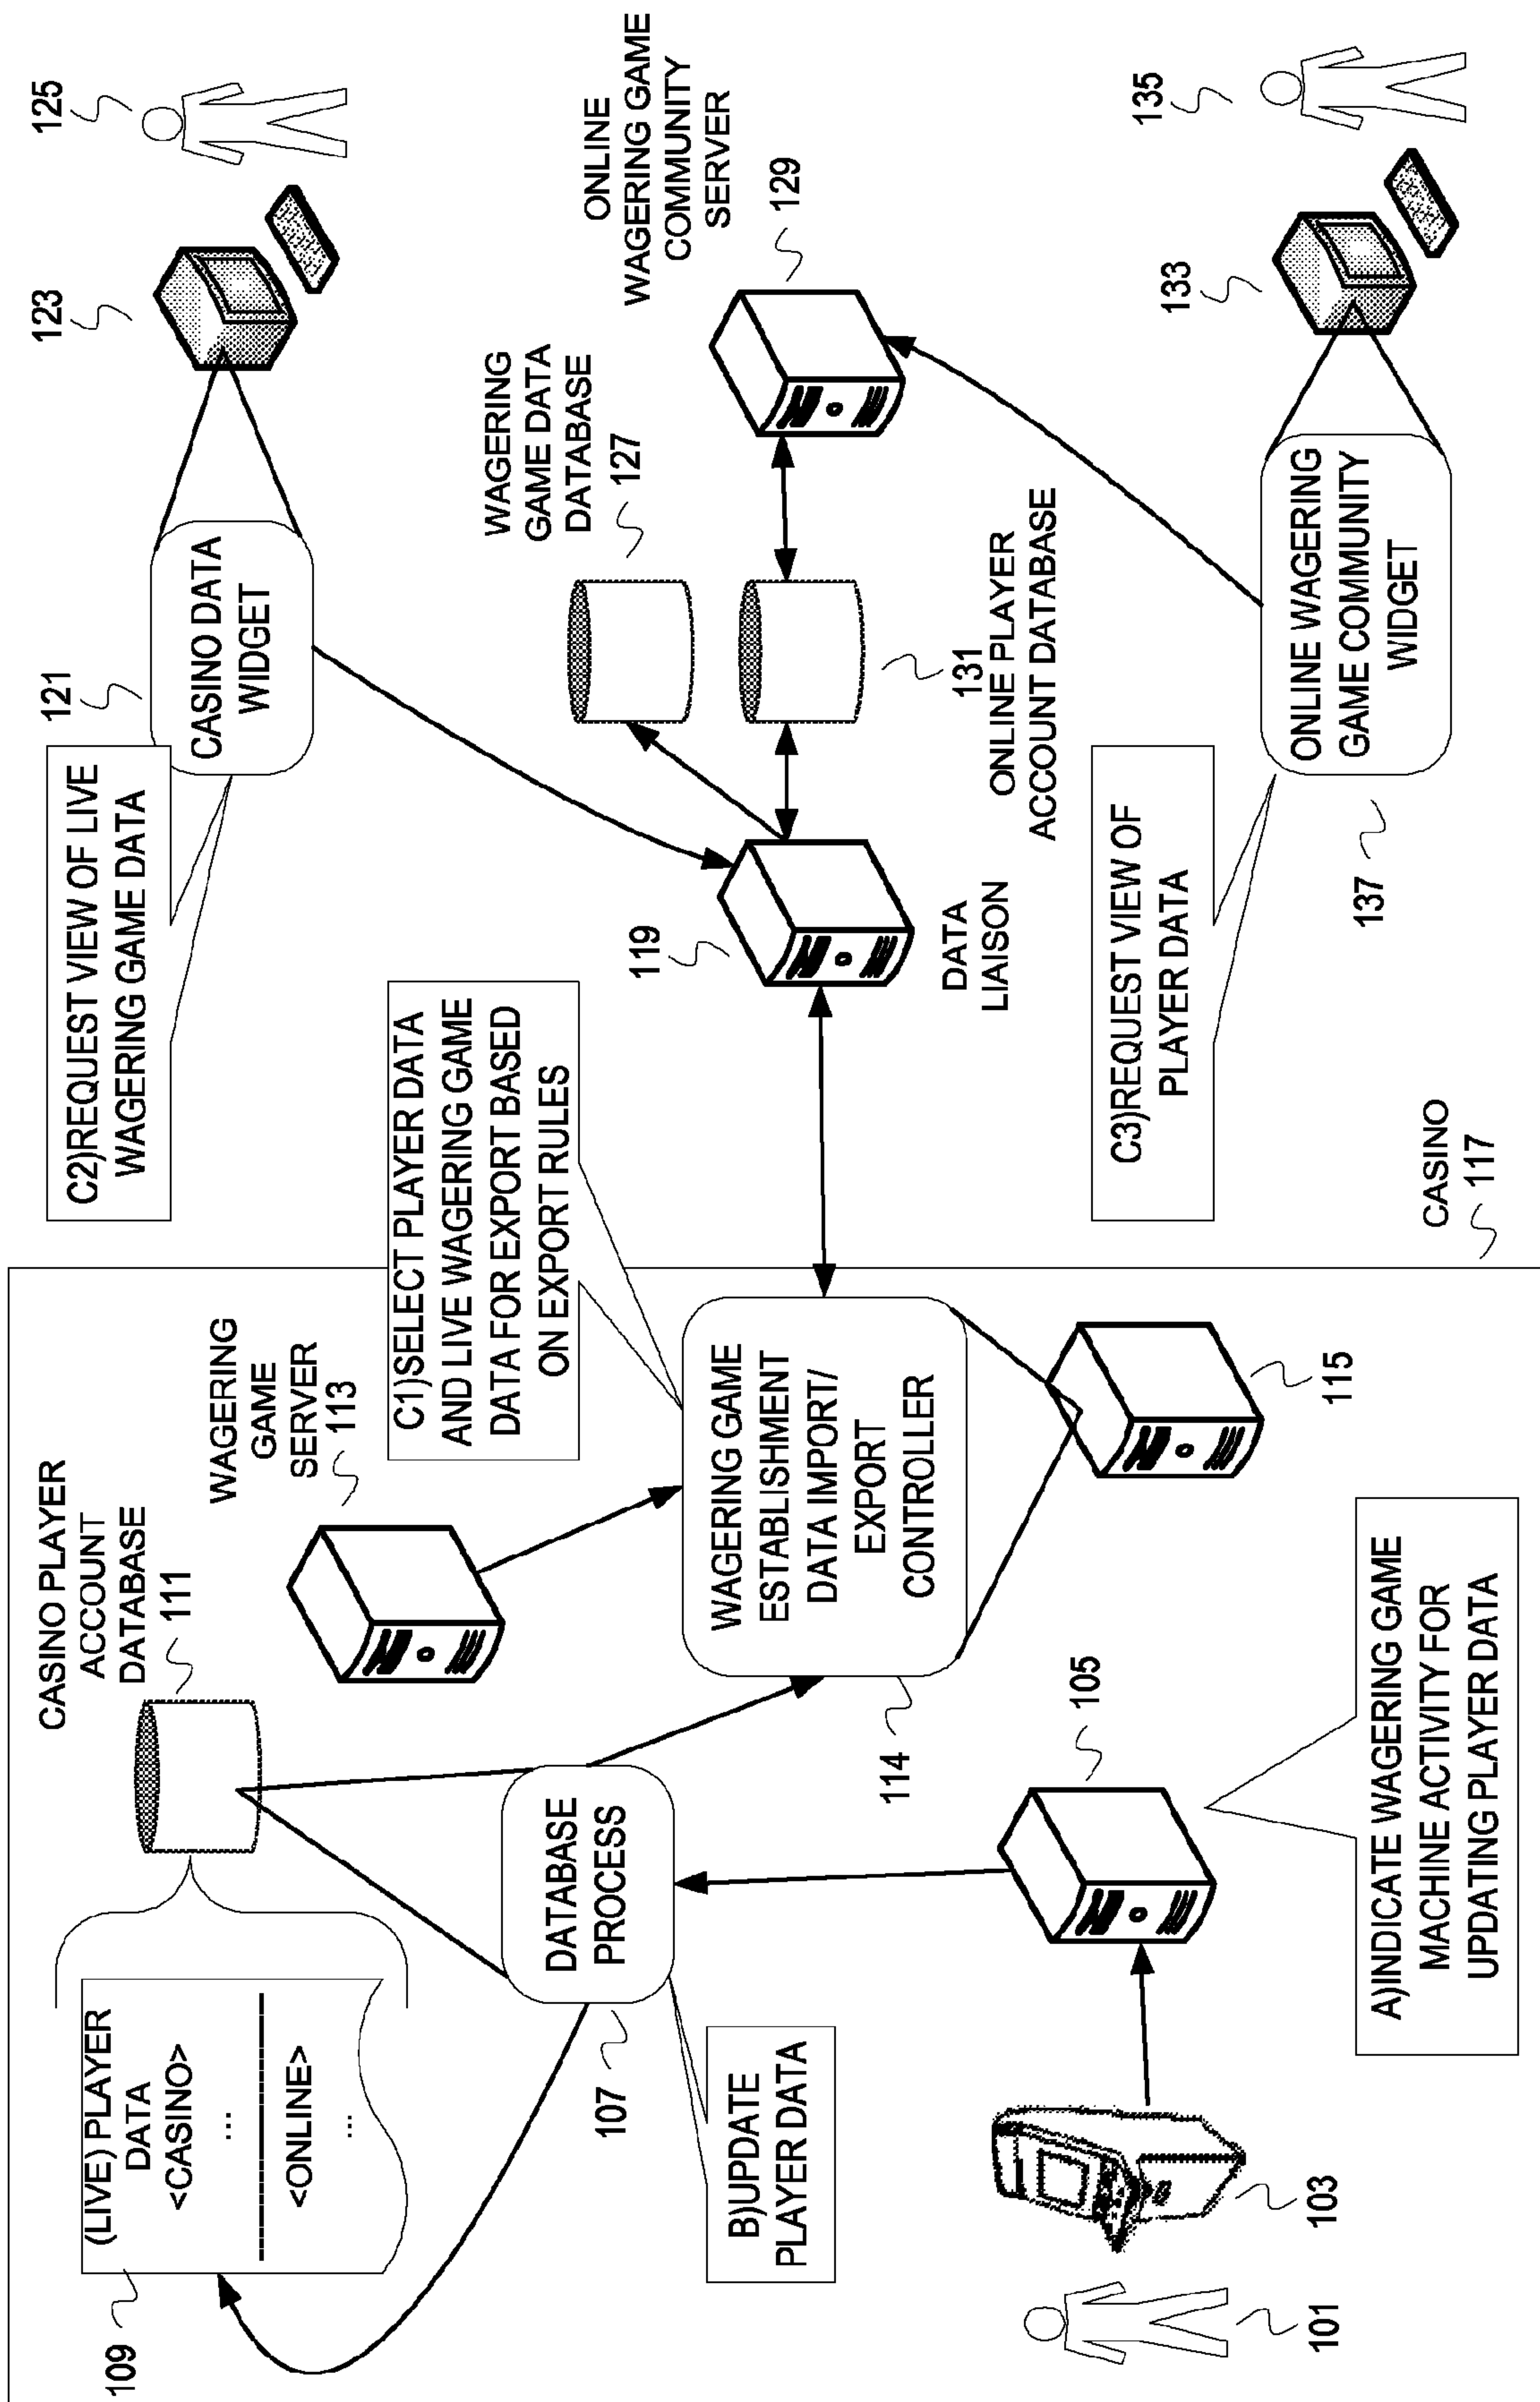 (LIVE) PLAYER
DATA
<CASINO>
...
<ONLINE>
...
109
CASINO PLAYER
ACCOUNT
DATABASE
111
WAGERING
GAME
SERVER
113
C2)REQUEST VIEW OF LIVE
WAGERING GAME DATA
121
CASINO DATA
WIDGET
123
125
DATABASE
PROCESS
107
B)UPDATE
PLAYER DATA
C1)SELECT PLAYER DATA
AND LIVE WAGERING GAME
DATA FOR EXPORT BASED
ON EXPORT RULES
WAGERING GAME
ESTABLISHMENT
DATA IMPORT/
EXPORT
CONTROLLER
114
115
119
DATA
LIAISON
WAGERING
GAME DATA
DATABASE
127
131
ONLINE PLAYER
ACCOUNT DATABASE
ONLINE
WAGERING GAME
COMMUNITY
SERVER
129
101
103
105
A)INDICATE WAGERING GAME
MACHINE ACTIVITY FOR
UPDATING PLAYER DATA
C3)REQUEST VIEW OF
PLAYER DATA
ONLINE WAGERING
GAME COMMUNITY
WIDGET
137
133
135
CASINO
117